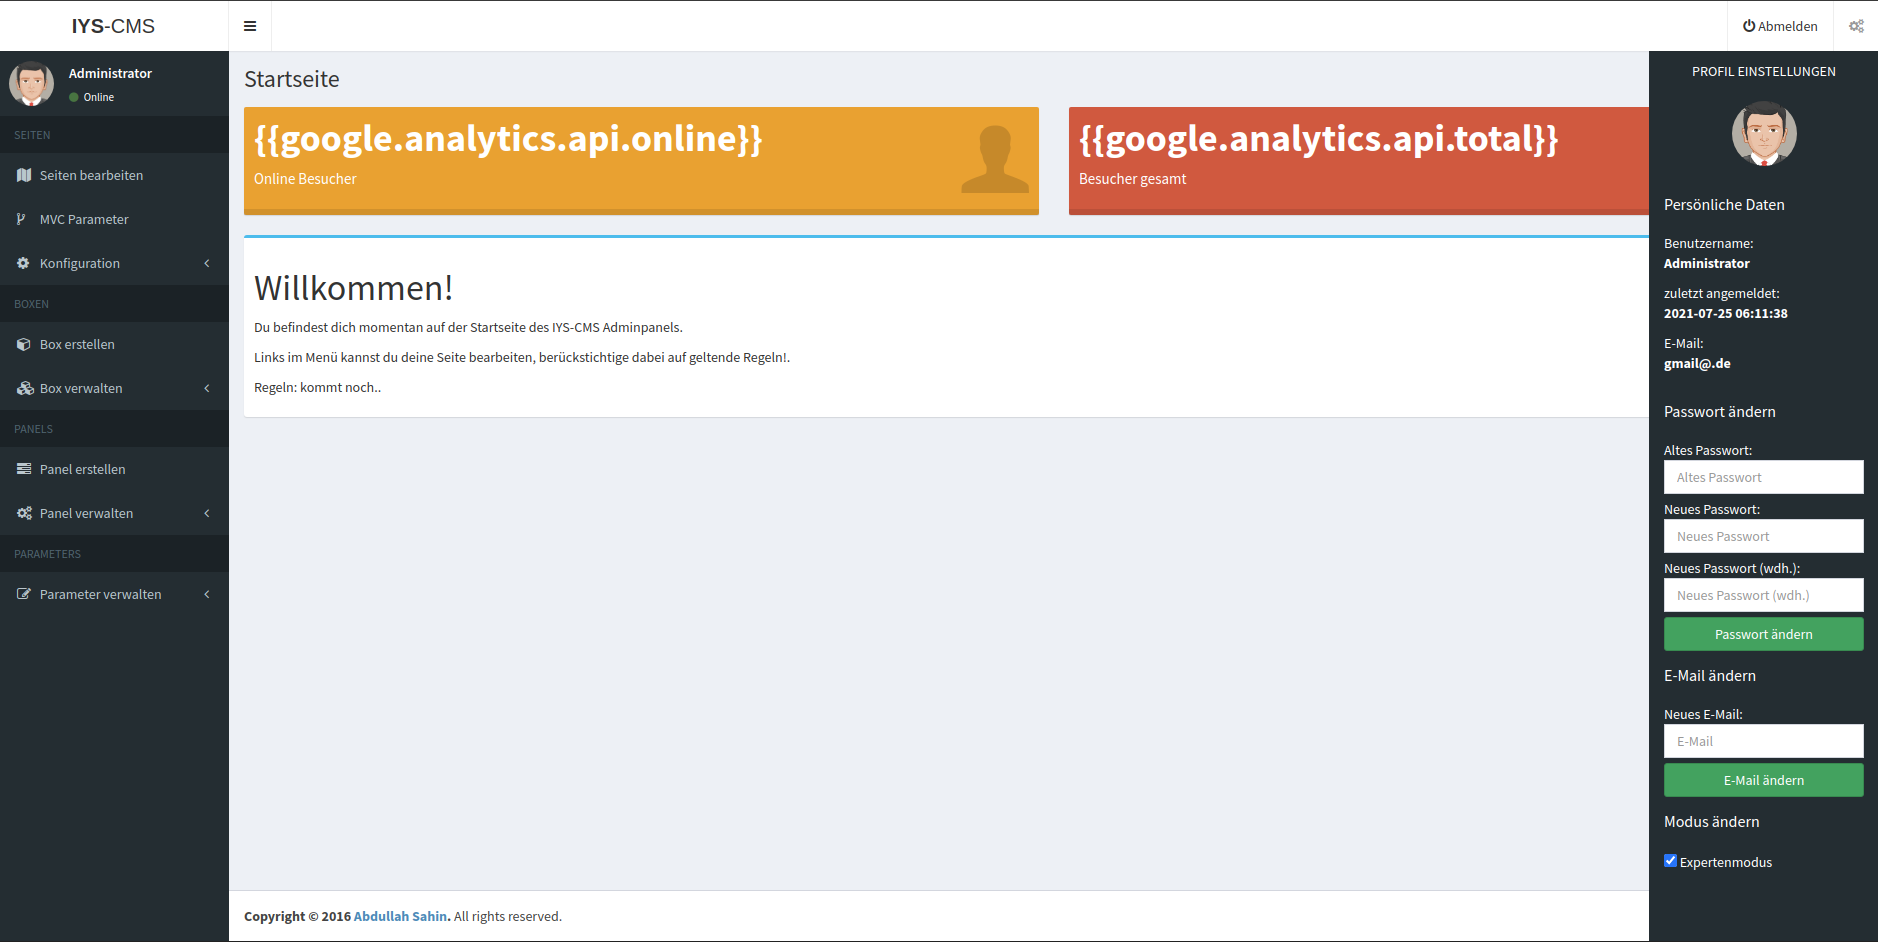 IYS-CMS
Abmelden
Administrator
Online
SEITEN
Seiten bearbeiten
MVC Parameter
Konfiguration
BOXEN
Box erstellen
Box verwalten
PANELS
Panel erstellen
Panel verwalten
PARAMETERS
Parameter verwalten
Startseite
{{google.analytics.api.online}}
Online Besucher
{{google.analytics.api.total}}
Besucher gesamt
Willkommen!
Du befindest dich momentan auf der Startseite des IYS-CMS Adminpanels.
Links im Menü kannst du deine Seite bearbeiten, berückstichtige dabei auf geltende Regeln!.
Regeln: kommt noch..
Copyright © 2016 Abdullah Sahin. All rights reserved.
PROFIL EINSTELLUNGEN
Persönliche Daten
Benutzername:
Administrator
zuletzt angemeldet:
2021-07-25 06:11:38
E-Mail:
gmail@.de
Passwort ändern
Altes Passwort:
Altes Passwort
Neues Passwort:
Neues Passwort
Neues Passwort (wdh.):
Neues Passwort (wdh.)
Passwort ändern
E-Mail ändern
Neues E-Mail:
E-Mail
E-Mail ändern
Modus ändern
Expertenmodus